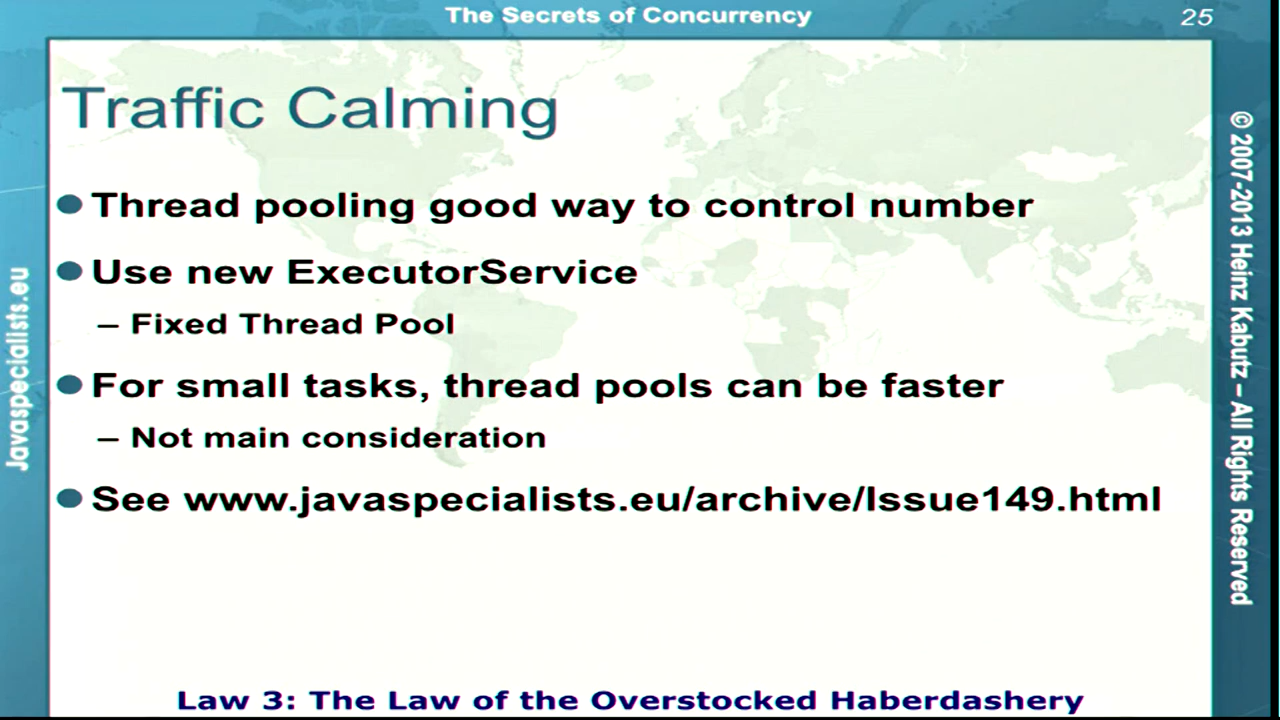 The Secrets of Concurrency
25
Traffic Calming
Thread pooling good way to control number
Use new ExecutorService
– Fixed Thread Pool
For small tasks, thread pools can be faster
– Not main consideration
See www.javaspecialists.eu/archive/Issue149.html
Law 3: The Law of the Overstocked Haberdashery
Javaspecialists.eu
© 2007-2013 Heinz Kabutz – All Rights Reserved